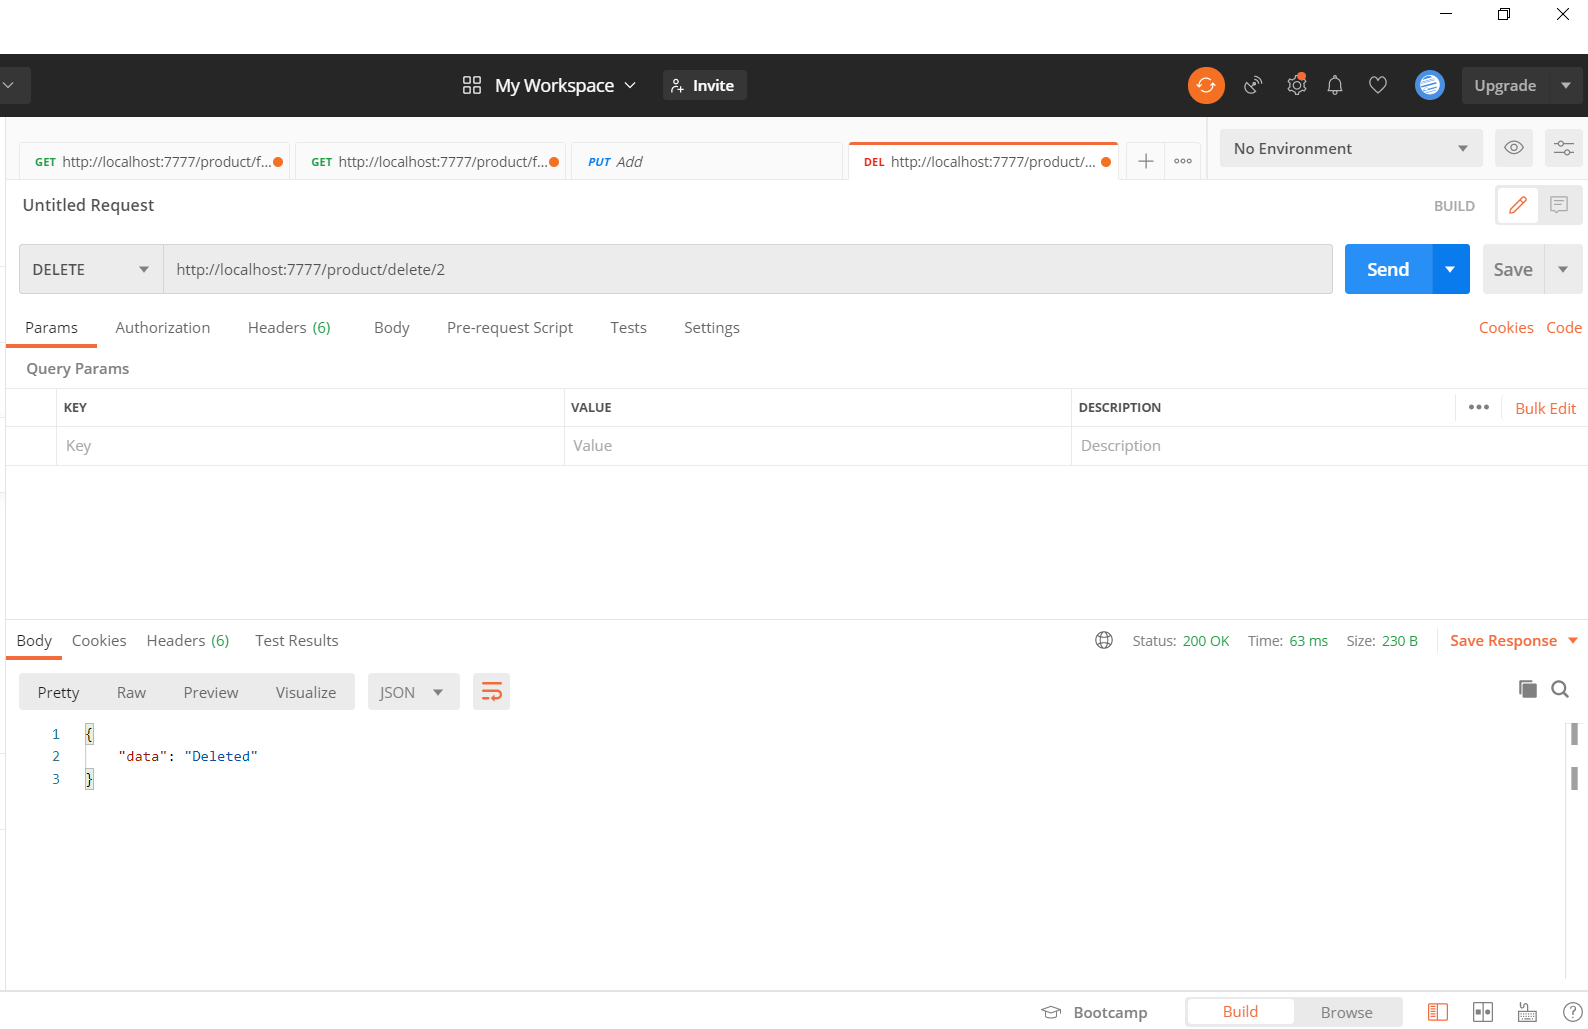 My Workspace Invite Upgrade
GET http://localhost:7777/product/f... GET http://localhost:7777/product/f... PUT Add DEL http://localhost:7777/product/... No Environment
Untitled Request BUILD
DELETE http://localhost:7777/product/delete/2 Send Save
Params Authorization Headers (6) Body Pre-request Script Tests Settings Cookies Code
Query Params
KEY VALUE DESCRIPTION Bulk Edit
Key Value Description
Body Cookies Headers (6) Test Results Status: 200 OK Time: 63 ms Size: 230 B Save Response
Pretty Raw Preview Visualize JSON
1 {
2 "data": "Deleted"
3 }
Bootcamp Build Browse